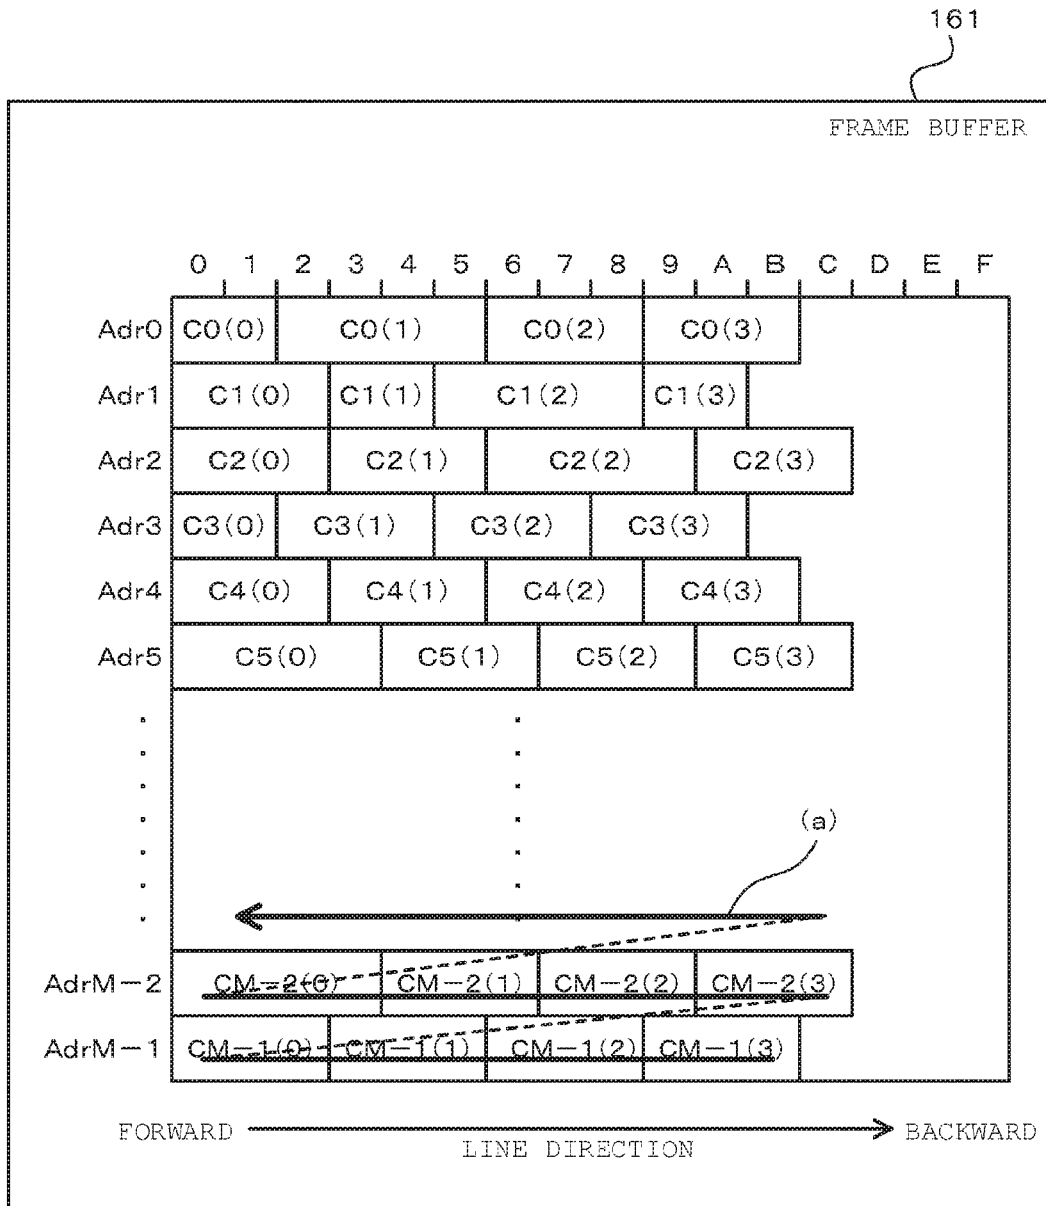 161
FRAME BUFFER
0 1 2 3 4 5 6 7 8 9 A B C D E F
Adr0 C0(0) C0(1) C0(2) C0(3)
Adr1 C1(0) C1(1) C1(2) C1(3)
Adr2 C2(0) C2(1) C2(2) C2(3)
Adr3 C3(0) C3(1) C3(2) C3(3)
Adr4 C4(0) C4(1) C4(2) C4(3)
Adr5 C5(0) C5(1) C5(2) C5(3)
(a)
AdrM-2 CM-2(0) CM-2(1) CM-2(2) CM-2(3)
AdrM-1 CM-1(0) CM-1(1) CM-1(2) CM-1(3)
FORWARD BACKWARD
LINE DIRECTION